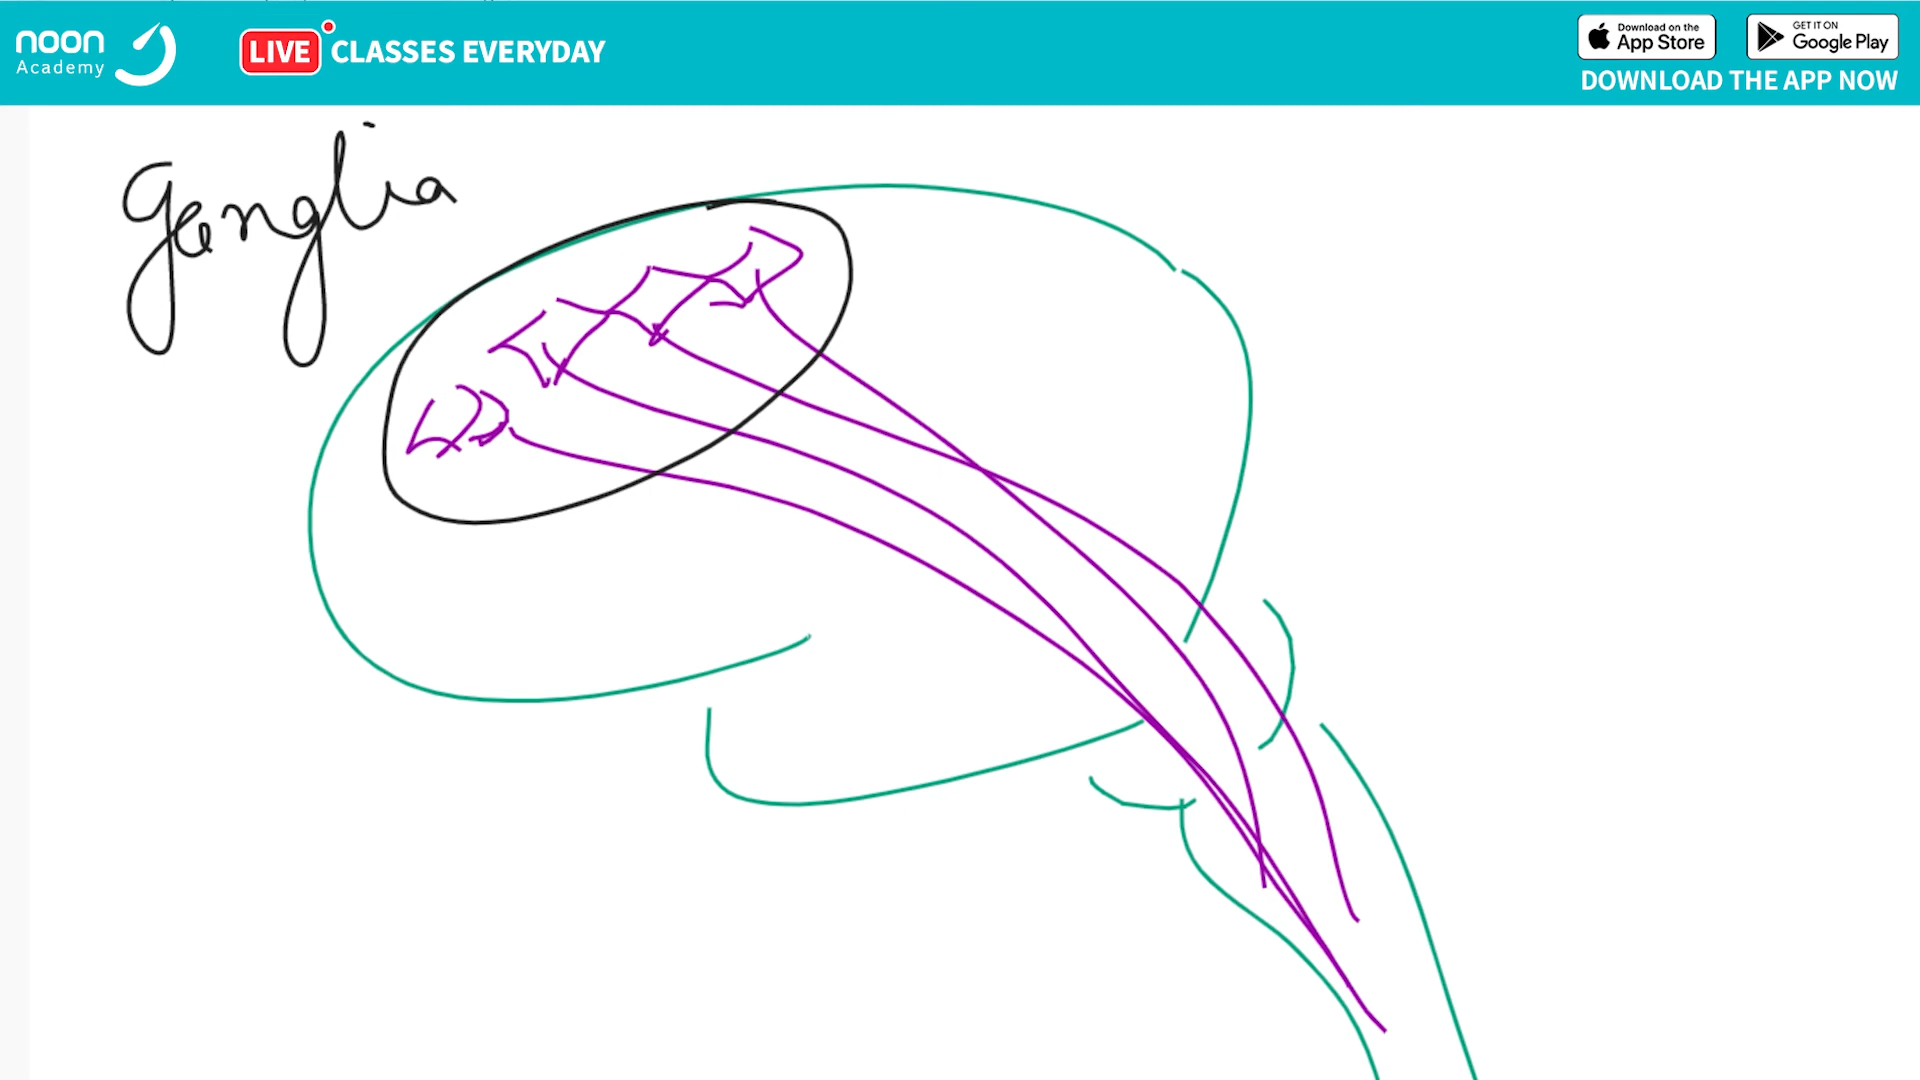 noon
Academy
LIVE CLASSES EVERYDAY
Download on the
App Store
GET IT ON
Google Play
DOWNLOAD THE APP NOW
Ganglia